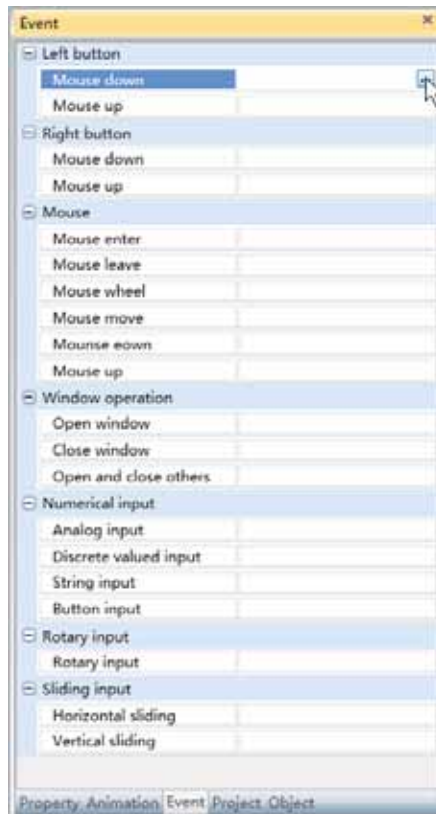 Event
Left button
Mouse down
Mouse up
Right button
Mouse down
Mouse up
Mouse
Mouse enter
Mouse leave
Mouse wheel
Mouse move
Mounse eown
Mouse up
Window operation
Open window
Close window
Open and close others
Numerical input
Analog input
Discrete valued input
String input
Button input
Rotary input
Rotary input
Sliding input
Horizontal sliding
Vertical sliding
Property Animation Event Project Object